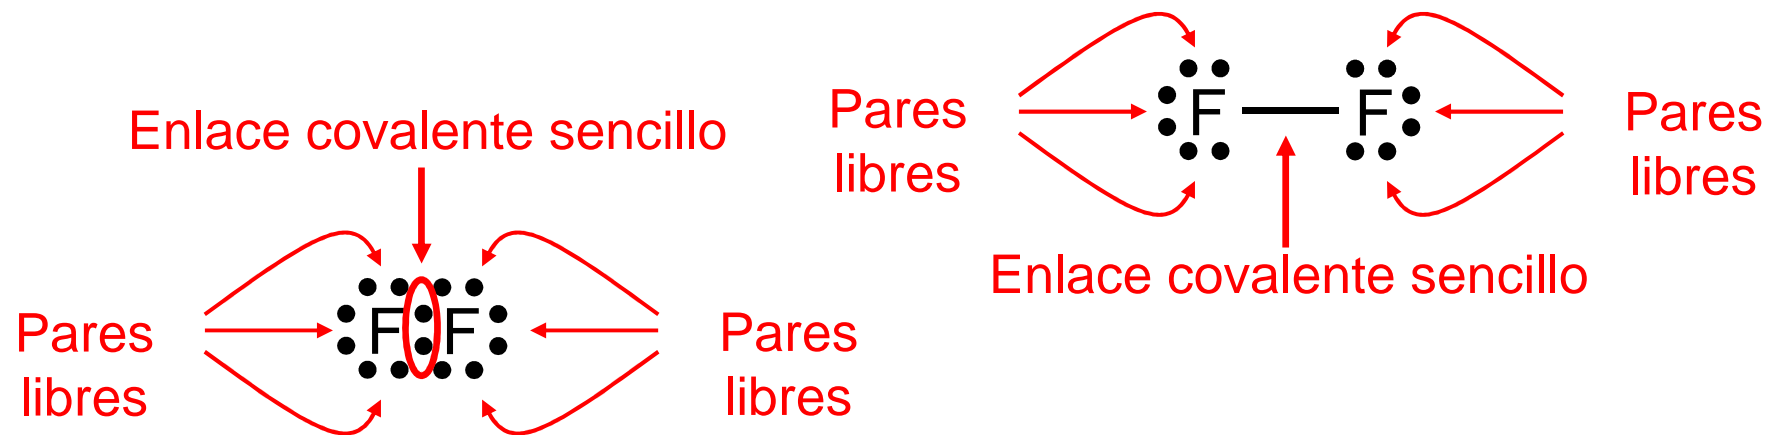 Enlace covalente sencillo
Pares
libres
F F
Pares
libres
Pares
libres
F F
Pares
libres
Enlace covalente sencillo